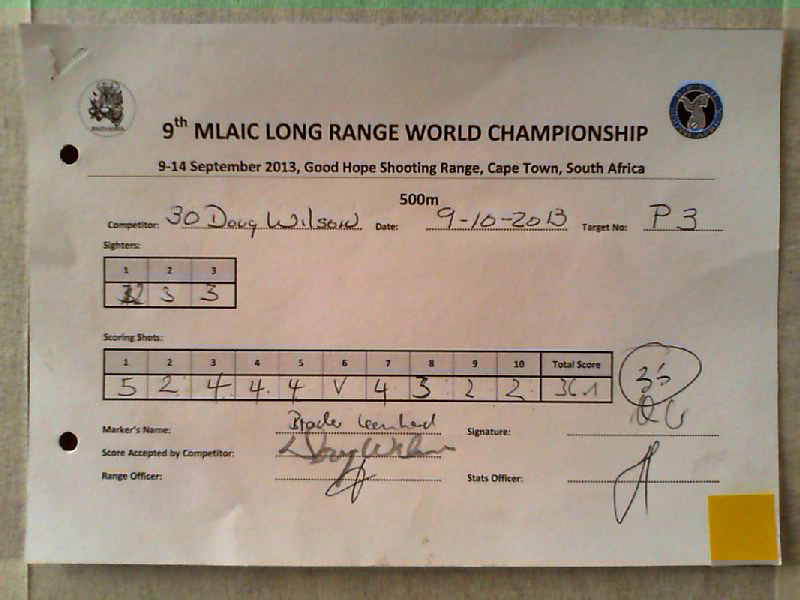 9th MLAIC LONG RANGE WORLD CHAMPIONSHIP
9-14 September 2013, Good Hope Shooting Range, Cape Town, South Africa
500m
Competitor: 30 Doug Wilson Date: 9-10-2013 Target No: P3
Sighters:
1 2 3
3 3
Scoring Shots:
1 2 3 4 5 6 7 8 9 10 Total Score
5 2 4 4 4 V 4 3 2 2 36.1
Marker's Name: Signature:
Score Accepted by Competitor: Doug Wilson
Range Officer: Stats Officer: